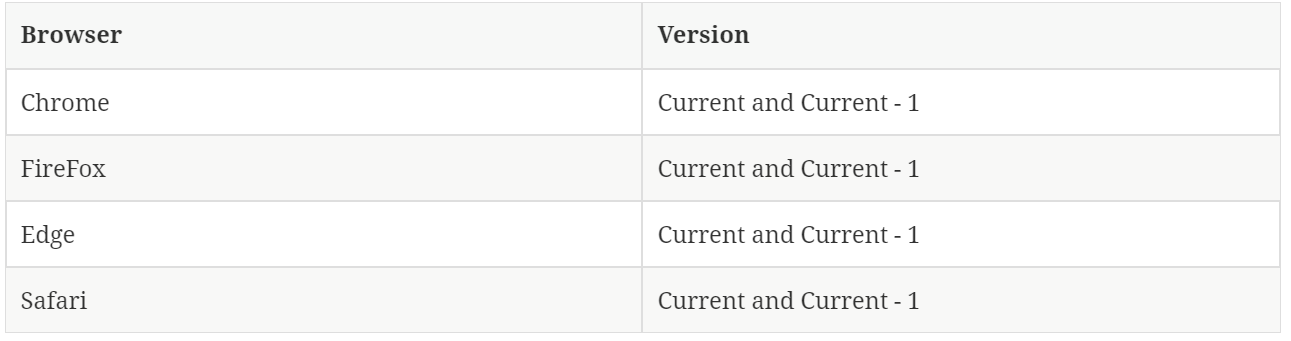 Browser Version
Chrome Current and Current - 1
FireFox Current and Current - 1
Edge Current and Current - 1
Safari Current and Current - 1